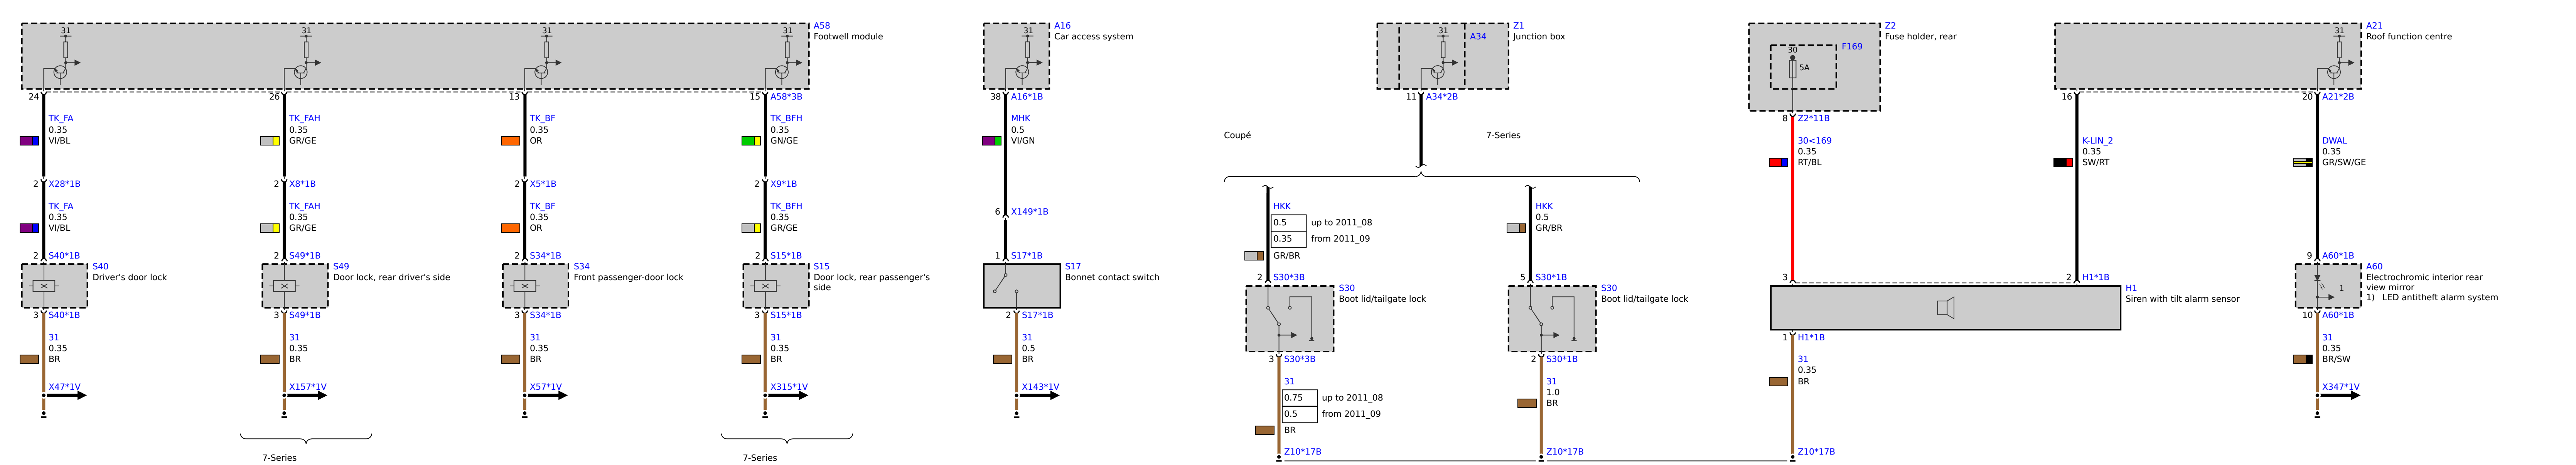 31
31
31
31
A58
Footwell module
24
26
13
15
A58*3B
TK_FA
0.35
VI/BL
TK_FAH
0.35
GR/GE
TK_BF
0.35
OR
TK_BFH
0.35
GN/GE
2
X28*1B
2
X8*1B
2
X5*1B
2
X9*1B
TK_FA
0.35
VI/BL
TK_FAH
0.35
GR/GE
TK_BF
0.35
OR
TK_BFH
0.35
GR/GE
2
S40*1B
2
S49*1B
2
S34*1B
2
S15*1B
S40
Driver's door lock
S49
Door lock, rear driver's side
S34
Front passenger-door lock
S15
Door lock, rear passenger's
side
3
S40*1B
3
S49*1B
3
S34*1B
3
S15*1B
31
0.35
BR
31
0.35
BR
31
0.35
BR
31
0.35
BR
X47*1V
X157*1V
X57*1V
X315*1V
7-Series
7-Series
31
A16
Car access system
38
A16*1B
MHK
0.5
VI/GN
6
X149*1B
1
S17*1B
S17
Bonnet contact switch
2
S17*1B
31
0.5
BR
X143*1V
31
A34
Z1
Junction box
11
A34*2B
Coupé
7-Series
HKK
0.5 up to 2011_08
0.35 from 2011_09
GR/BR
2
S30*3B
S30
Boot lid/tailgate lock
3
S30*3B
31
0.75 up to 2011_08
0.5 from 2011_09
BR
Z10*17B
HKK
0.5
GR/BR
5
S30*1B
S30
Boot lid/tailgate lock
2
S30*1B
31
1.0
BR
Z10*17B
Z2
Fuse holder, rear
F169
30
5A
8
Z2*11B
30<169
0.35
RT/BL
3
A21
Roof function centre
31
16
20
A21*2B
K-LIN_2
0.35
SW/RT
2
H1*1B
H1
Siren with tilt alarm sensor
1
H1*1B
31
0.35
BR
Z10*17B
DWAL
0.35
GR/SW/GE
9
A60*1B
A60
Electrochromic interior rear
view mirror
1) LED antitheft alarm system
1
10
A60*1B
31
0.35
BR/SW
X347*1V